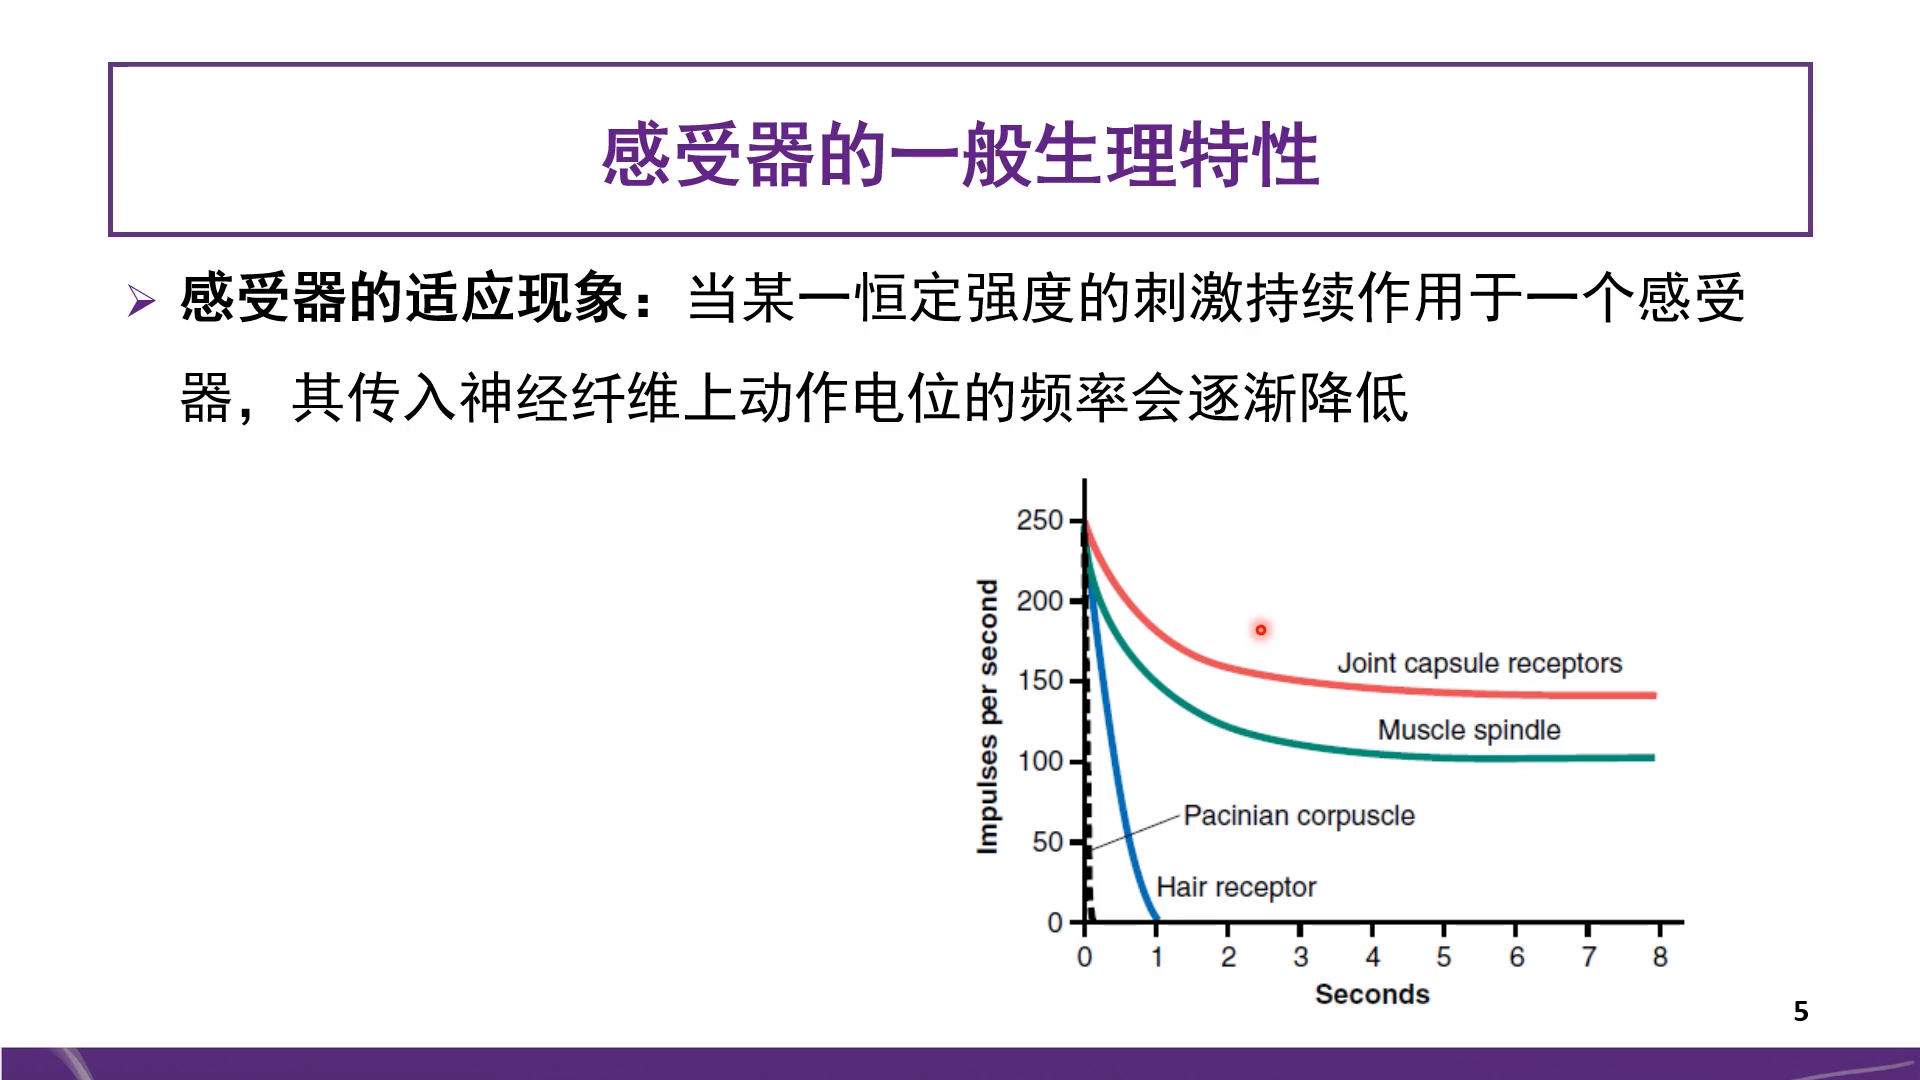 感受器的一般生理特性
感受器的适应现象：当某一恒定强度的刺激持续作用于一个感受
器，其传入神经纤维上动作电位的频率会逐渐降低
Impulses per second
250
200
150
100
50
0
Joint capsule receptors
Muscle spindle
Pacinian corpuscle
Hair receptor
0 1 2 3 4 5 6 7 8
Seconds
5